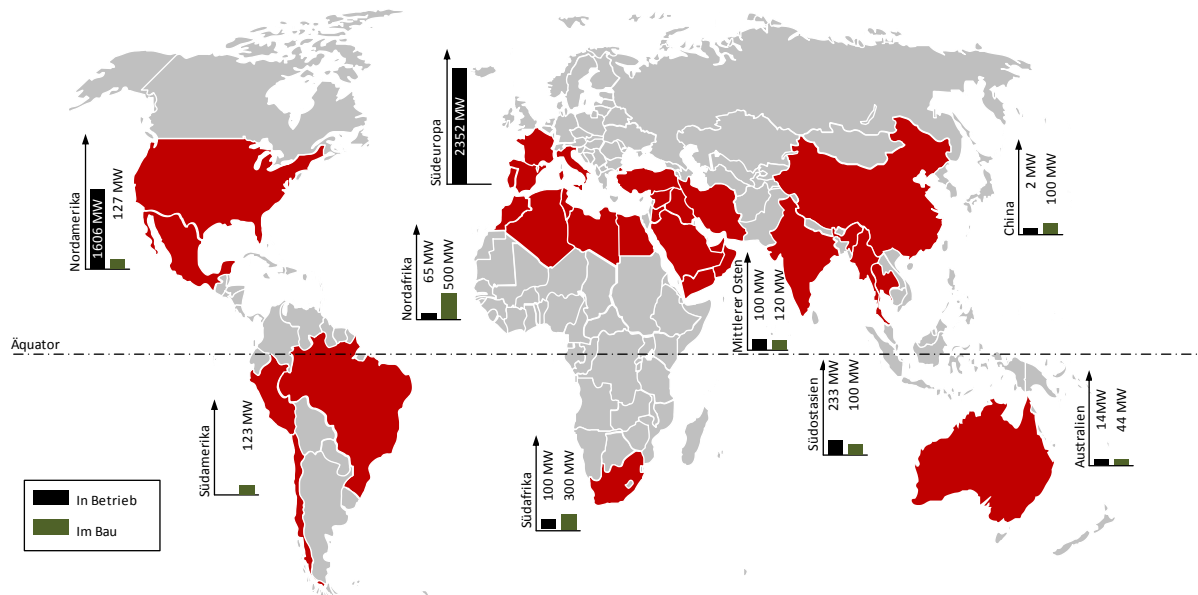 Südeuropa
2352 MW
Nordamerika
1606 MW
127 MW
China
2 MW
100 MW
Nordafrika
65 MW
500 MW
Mittlerer Osten
100 MW
120 MW
Äquator
Südostasien
233 MW
100 MW
Australien
14MW
44 MW
Südamerika
123 MW
Südafrika
100 MW
300 MW
In Betrieb
Im Bau